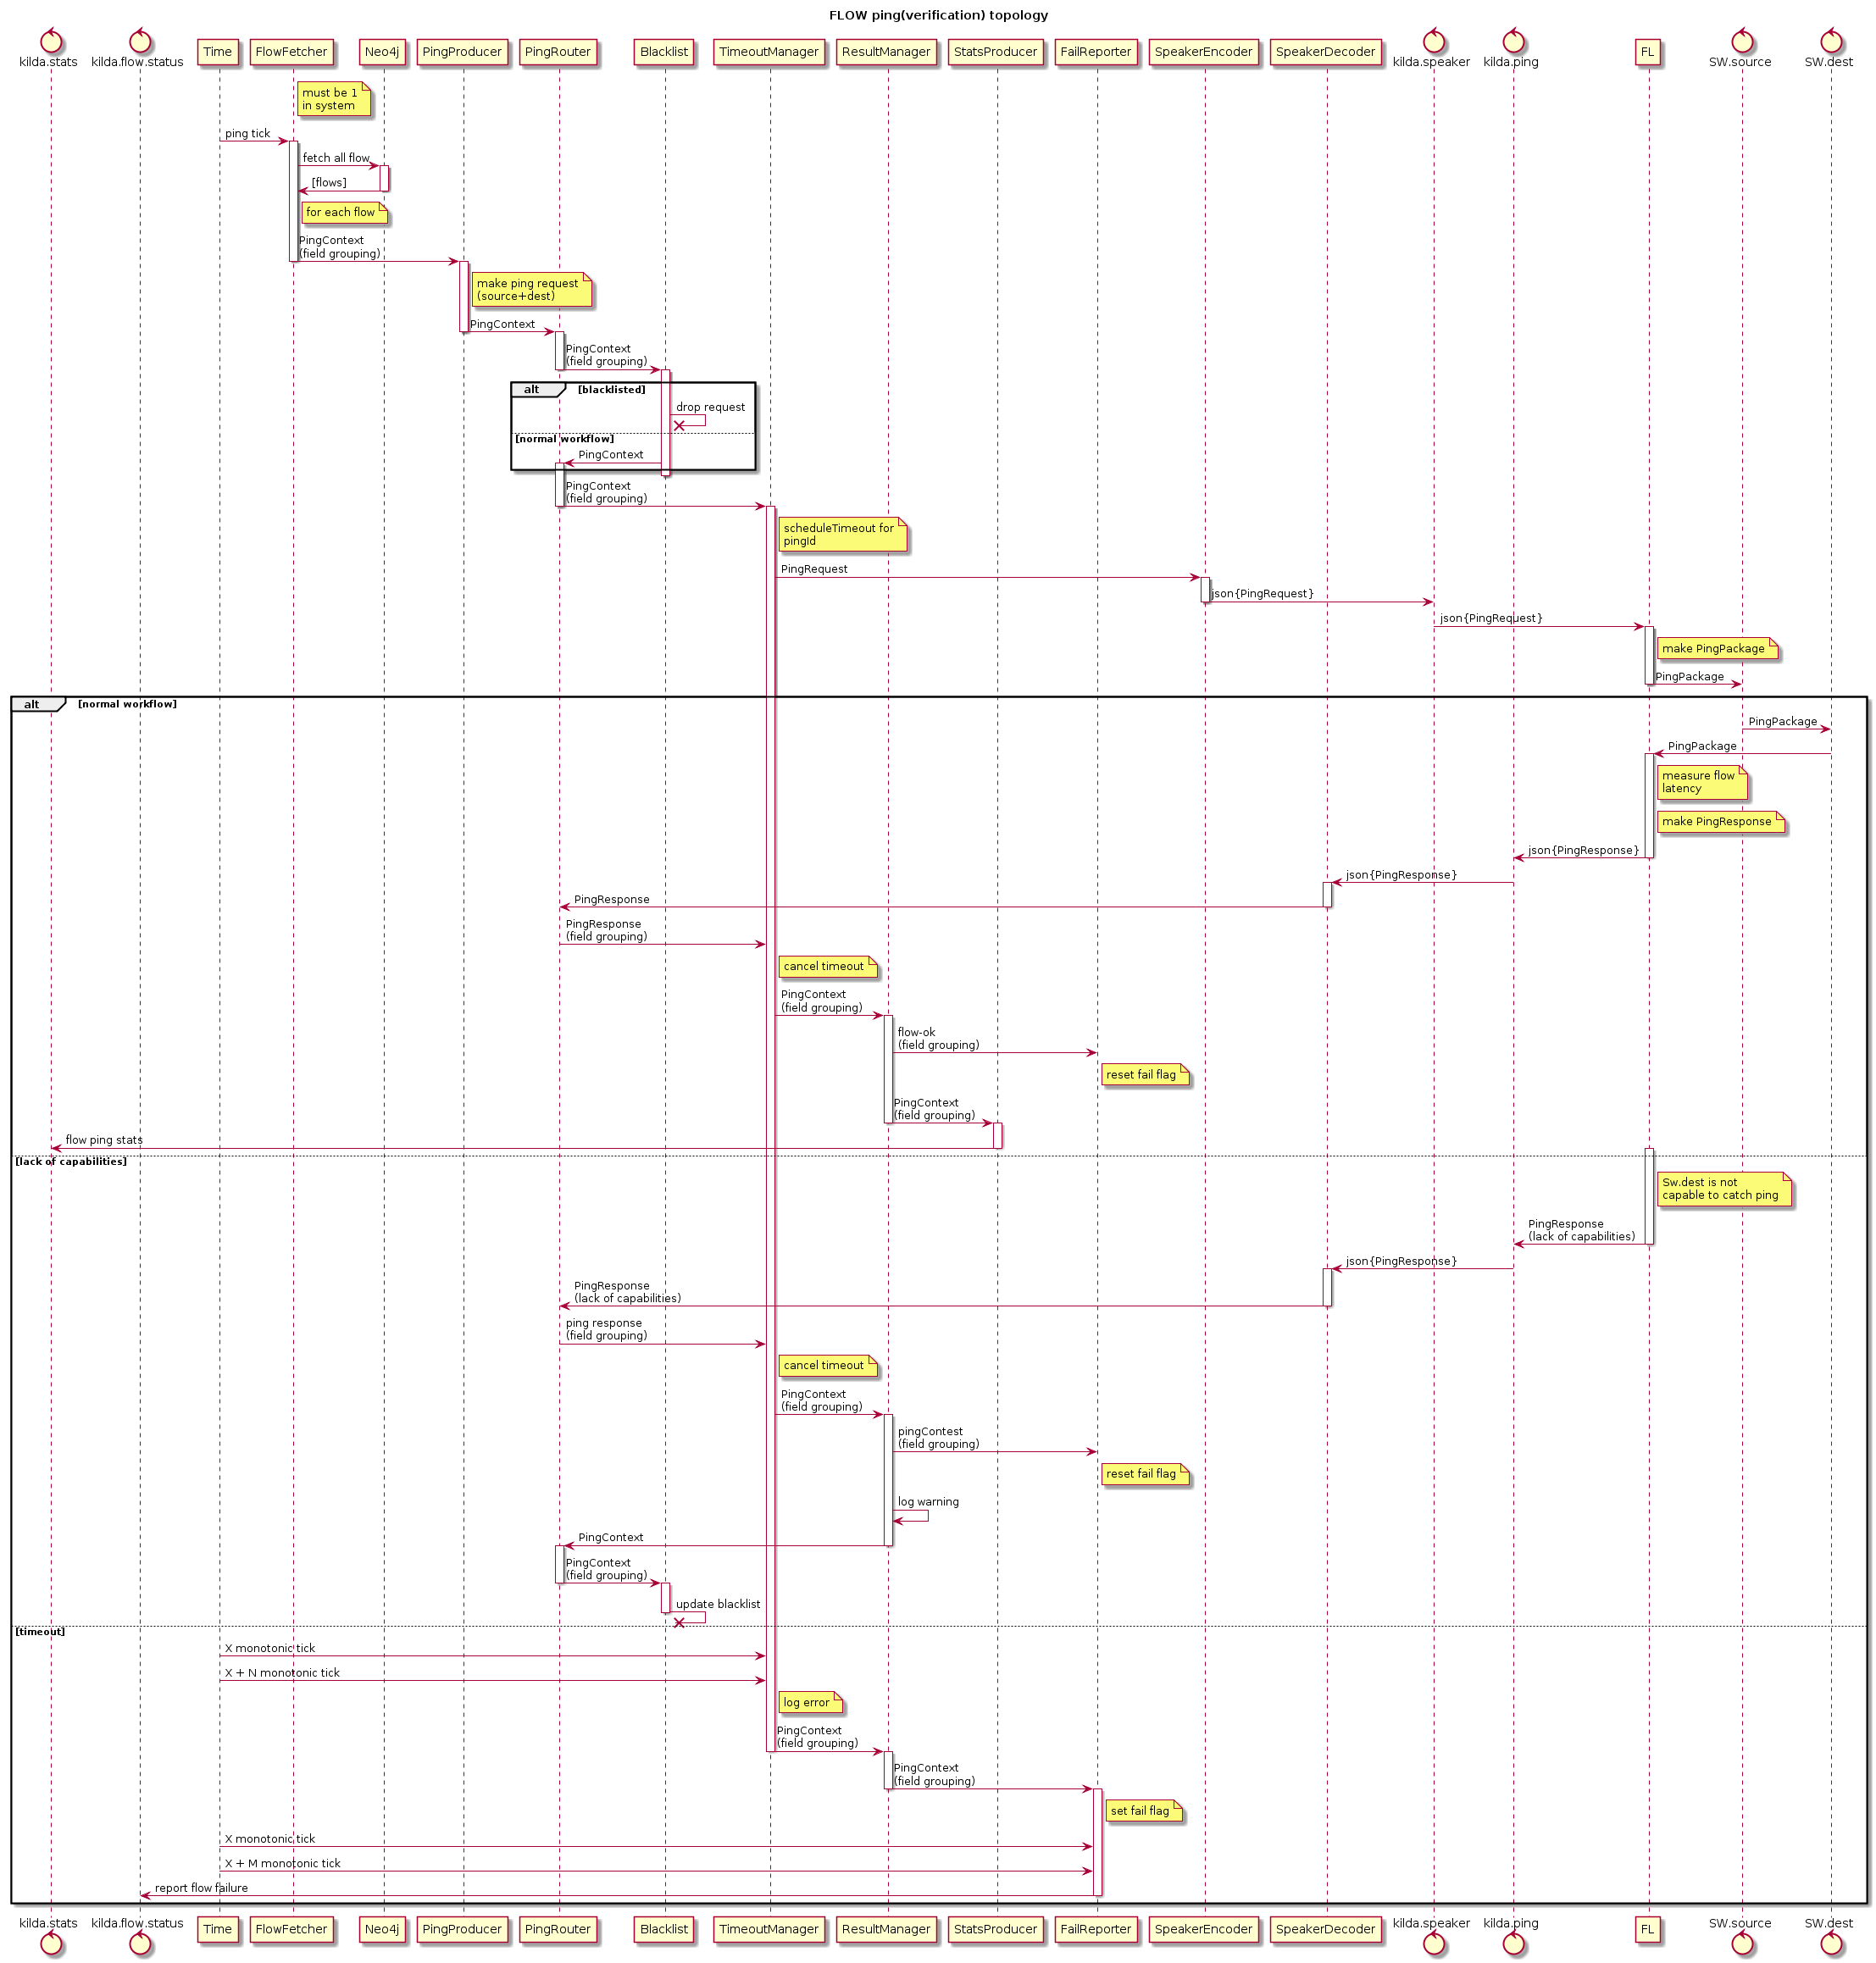 FLOW ping(verification) topology
kilda.stats
kilda.flow.status
Time
FlowFetcher
Neo4j
PingProducer
PingRouter
Blacklist
TimeoutManager
ResultManager
StatsProducer
FailReporter
SpeakerEncoder
SpeakerDecoder
kilda.speaker
kilda.ping
FL
SW.source
SW.dest
must be 1
in system
ping tick
fetch all flow
[flows]
for each flow
PingContext
(field grouping)
make ping request
(source+dest)
PingContext
PingContext
(field grouping)
alt
[blacklisted]
drop request
[normal workflow]
PingContext
PingContext
(field grouping)
scheduleTimeout for
pingId
PingRequest
json{PingRequest}
json{PingRequest}
make PingPackage
PingPackage
alt
[normal workflow]
PingPackage
PingPackage
measure flow
latency
make PingResponse
json{PingResponse}
json{PingResponse}
PingResponse
PingResponse
(field grouping)
cancel timeout
PingContext
(field grouping)
flow-ok
(field grouping)
reset fail flag
PingContext
(field grouping)
flow ping stats
[lack of capabilities]
Sw.dest is not
capable to catch ping
PingResponse
(lack of capabilities)
json{PingResponse}
PingResponse
(lack of capabilities)
ping response
(field grouping)
cancel timeout
PingContext
(field grouping)
pingContest
(field grouping)
reset fail flag
log warning
PingContext
PingContext
(field grouping)
update blacklist
[timeout]
X monotonic tick
X + N monotonic tick
log error
PingContext
(field grouping)
PingContext
(field grouping)
set fail flag
X monotonic tick
X + M monotonic tick
report flow failure
kilda.stats
kilda.flow.status
Time
FlowFetcher
Neo4j
PingProducer
PingRouter
Blacklist
TimeoutManager
ResultManager
StatsProducer
FailReporter
SpeakerEncoder
SpeakerDecoder
kilda.speaker
kilda.ping
FL
SW.source
SW.dest